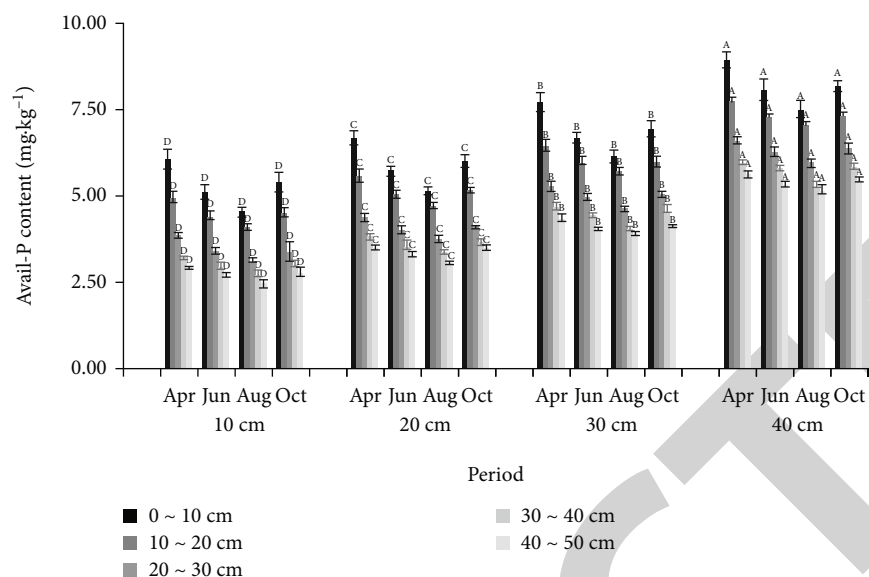 10.00
7.50
5.00
2.50
0.00
Avail-P content (mg·kg⁻¹)
D D D D D D D D D D D D D D D D D D D D
C C C C C C C C C C C C C C C C C C C C
B B B B B B B B B B B B B B B B B B B B
A A A A A A A A A A A A A A A A A A A A
Apr Jun Aug Oct Apr Jun Aug Oct Apr Jun Aug Oct Apr Jun Aug Oct
10 cm 20 cm 30 cm 40 cm
Period
0 ~ 10 cm
10 ~ 20 cm
20 ~ 30 cm
30 ~ 40 cm
40 ~ 50 cm